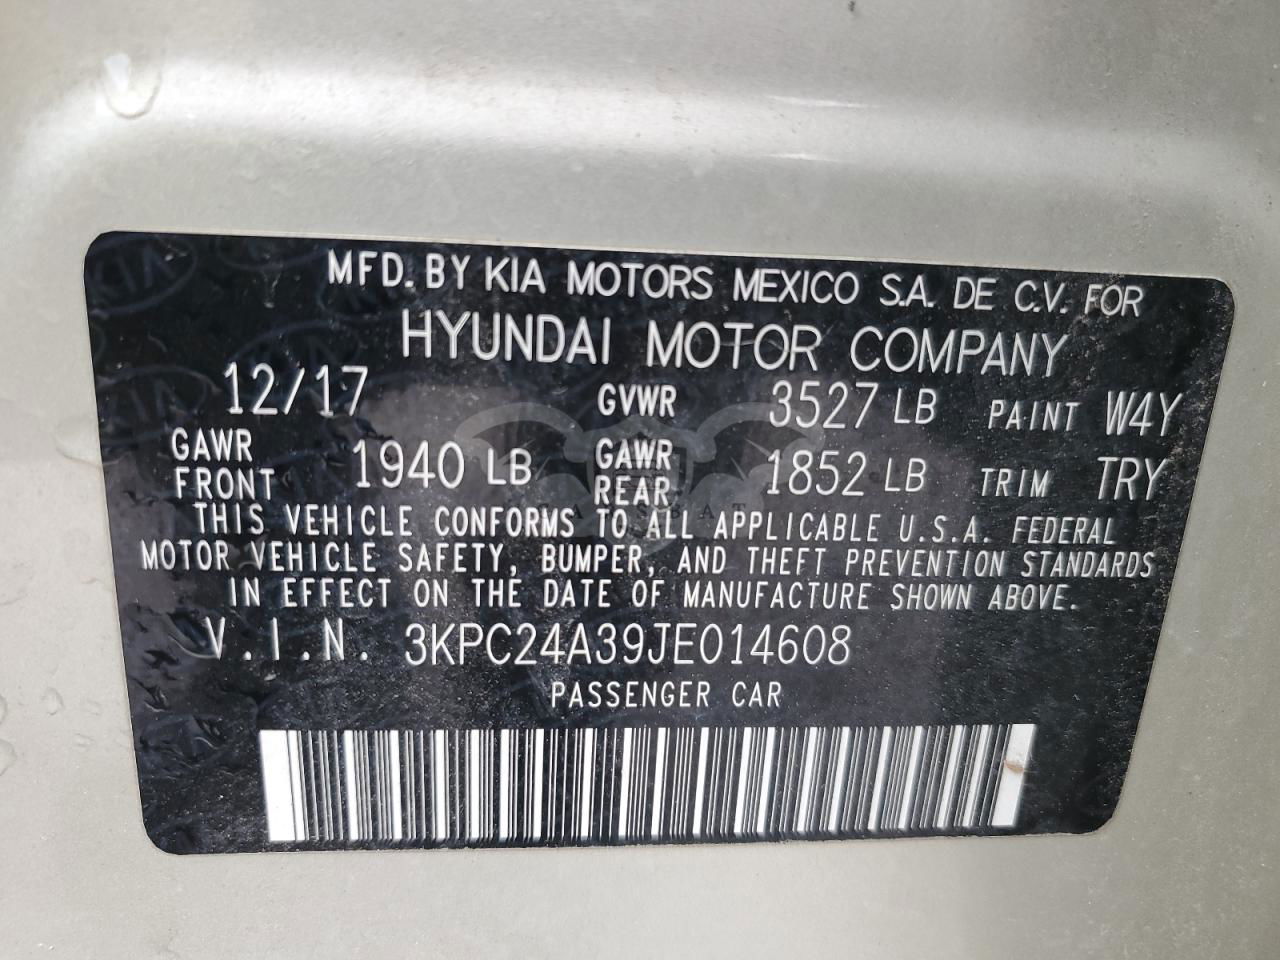 MFD. BY KIA MOTORS MEXICO S.A. DE C.V. FOR
HYUNDAI MOTOR COMPANY
12/17 GVWR 3527 LB PAINT W4Y
GAWR FRONT 1940 LB GAWR REAR 1852 LB TRIM TRY
THIS VEHICLE CONFORMS TO ALL APPLICABLE U.S.A. FEDERAL
MOTOR VEHICLE SAFETY, BUMPER, AND THEFT PREVENTION STANDARDS
IN EFFECT ON THE DATE OF MANUFACTURE SHOWN ABOVE.
V.I.N. 3KPC24A39JE014608
PASSENGER CAR